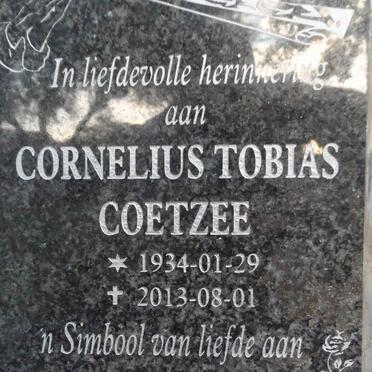 In liefdevolle herinnering
aan
CORNELIUS TOBIAS
COETZEE
✶ 1934-01-29
✝ 2013-08-01
'n Simbool van liefde aan